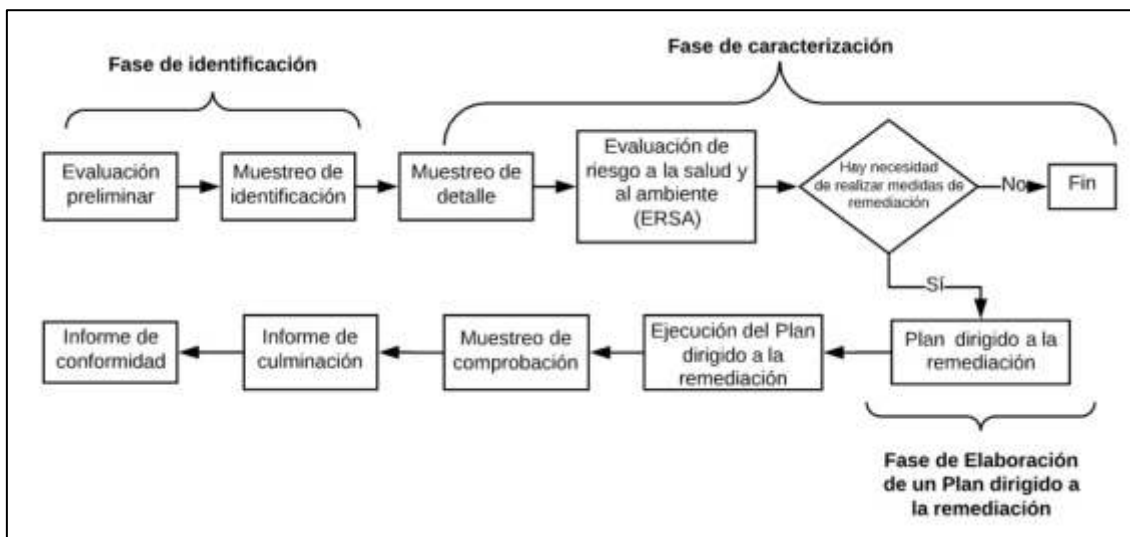 Fase de identificación
Fase de caracterización
Evaluación
preliminar
Muestreo de
identificación
Muestreo de
detalle
Evaluación de
riesgo a la salud y
al ambiente
(ERSA)
Hay necesidad
de realizar medidas de
remediación
No
Fin
Sí
Plan dirigido a la
remediación
Ejecución del Plan
dirigido a la
remediación
Muestreo de
comprobación
Informe de
culminación
Informe de
conformidad
Fase de Elaboración
de un Plan dirigido a
la remediación